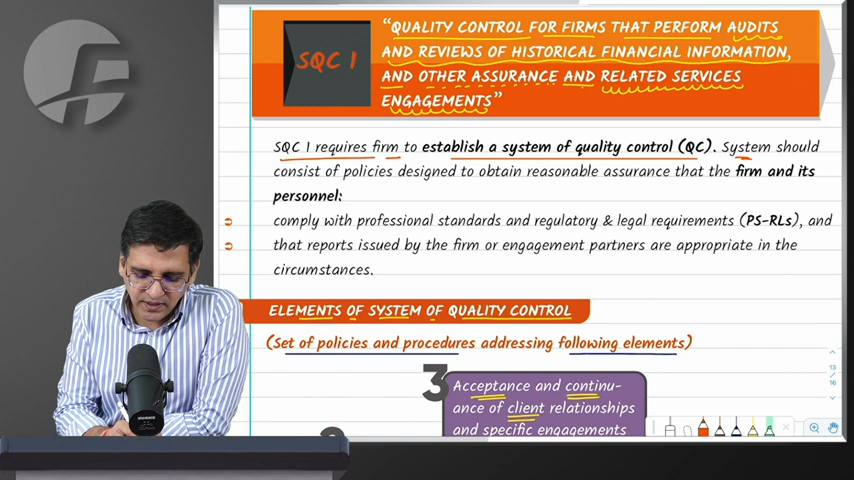 SQC 1
"QUALITY CONTROL FOR FIRMS THAT PERFORM AUDITS
AND REVIEWS OF HISTORICAL FINANCIAL INFORMATION,
AND OTHER ASSURANCE AND RELATED SERVICES
ENGAGEMENTS"
SQC 1 requires firm to establish a system of quality control (QC). System should
consist of policies designed to obtain reasonable assurance that the firm and its
personnel:
comply with professional standards and regulatory & legal requirements (PS-RLs), and
that reports issued by the firm or engagement partners are appropriate in the
circumstances.
ELEMENTS OF SYSTEM OF QUALITY CONTROL
(Set of policies and procedures addressing following elements)
3
Acceptance and continu-
ance of client relationships
and specific engagements
13
/
16